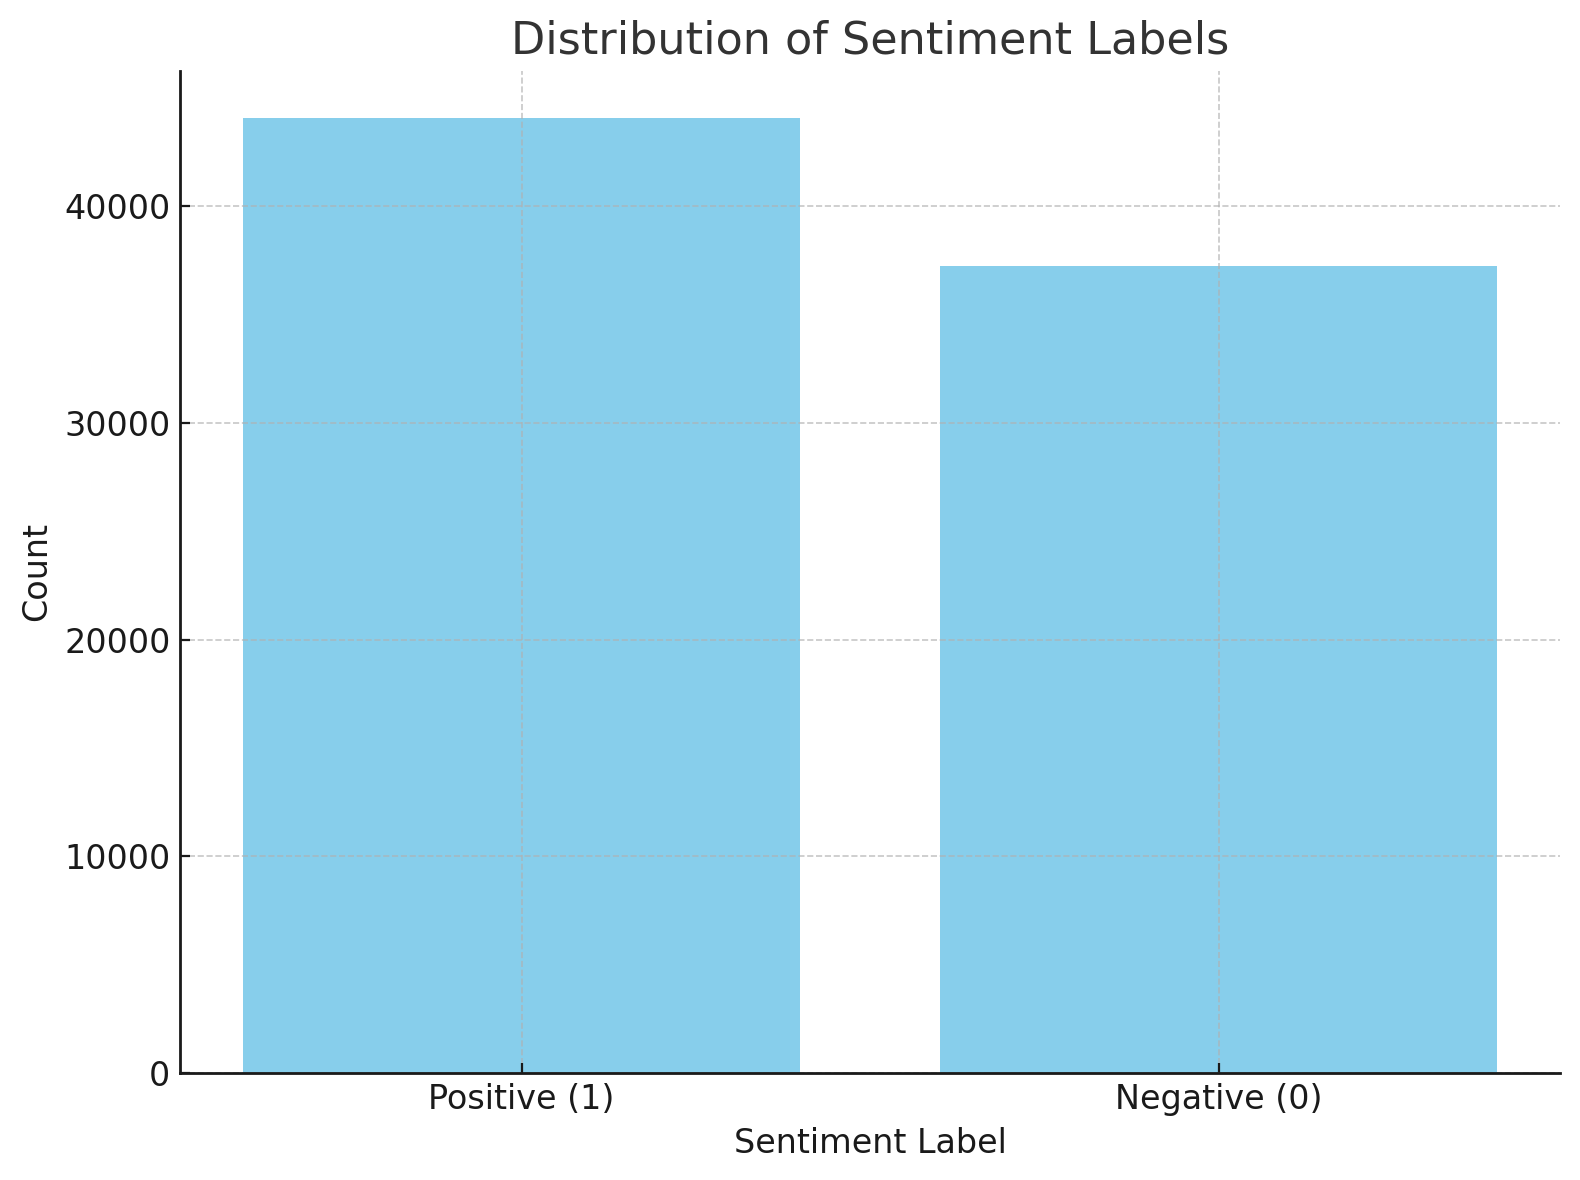 Distribution of Sentiment Labels
40000
30000
20000
10000
0
Count
Positive (1) Negative (0)
Sentiment Label